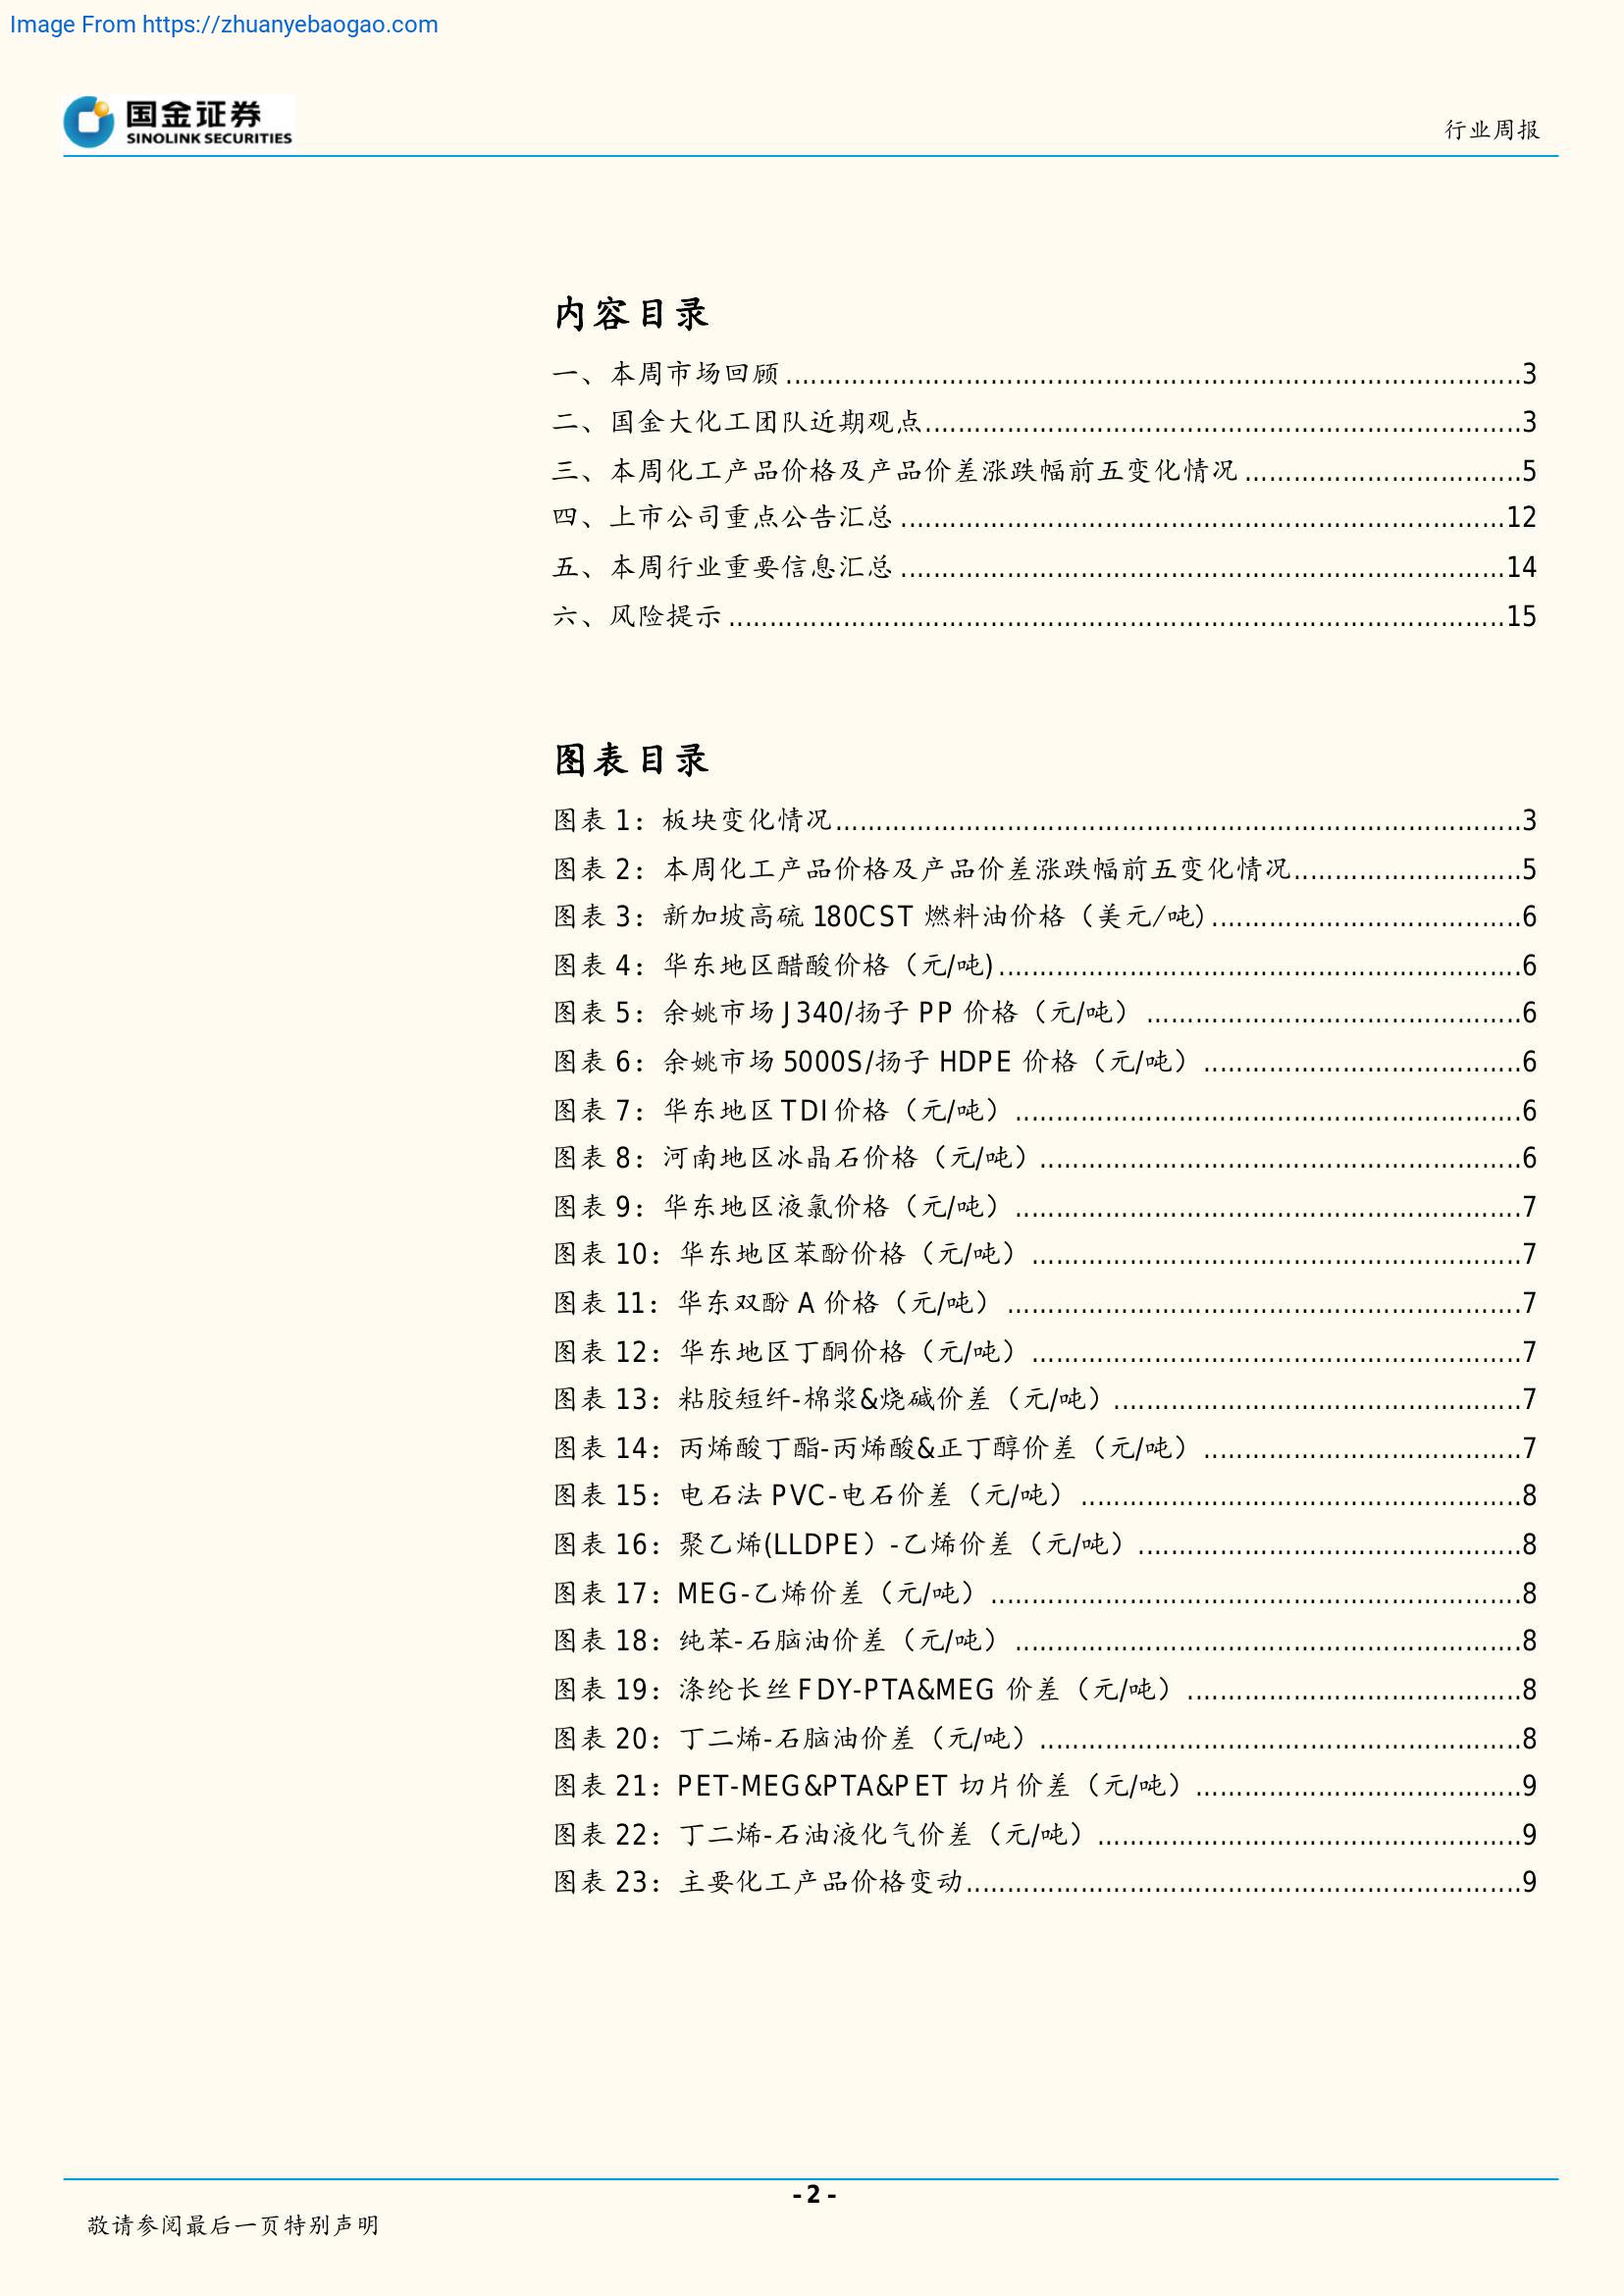 Image From https://zhuanyebaogao.com
国金证券
SINOLINK SECURITIES
行业周报
内容目录
一、本周市场回顾...3
二、国金大化工团队近期观点...3
三、本周化工产品价格及产品价差涨跌幅前五变化情况...5
四、上市公司重点公告汇总...12
五、本周行业重要信息汇总...14
六、风险提示...15
图表目录
图表 1：板块变化情况...3
图表 2：本周化工产品价格及产品价差涨跌幅前五变化情况...5
图表 3：新加坡高硫 180CST 燃料油价格（美元/吨)...6
图表 4：华东地区醋酸价格（元/吨)...6
图表 5：余姚市场 J340/扬子 PP 价格（元/吨）...6
图表 6：余姚市场 5000S/扬子 HDPE 价格（元/吨）...6
图表 7：华东地区 TDI 价格（元/吨）...6
图表 8：河南地区冰晶石价格（元/吨）...6
图表 9：华东地区液氯价格（元/吨）...7
图表 10：华东地区苯酚价格（元/吨）...7
图表 11：华东双酚 A 价格（元/吨）...7
图表 12：华东地区丁酮价格（元/吨）...7
图表 13：粘胶短纤-棉浆&烧碱价差（元/吨）...7
图表 14：丙烯酸丁酯-丙烯酸&正丁醇价差（元/吨）...7
图表 15：电石法 PVC-电石价差（元/吨）...8
图表 16：聚乙烯(LLDPE）-乙烯价差（元/吨）...8
图表 17：MEG-乙烯价差（元/吨）...8
图表 18：纯苯-石脑油价差（元/吨）...8
图表 19：涤纶长丝 FDY-PTA&MEG 价差（元/吨）...8
图表 20：丁二烯-石脑油价差（元/吨）...8
图表 21：PET-MEG&PTA&PET 切片价差（元/吨）...9
图表 22：丁二烯-石油液化气价差（元/吨）...9
图表 23：主要化工产品价格变动...9
- 2 -
敬请参阅最后一页特别声明